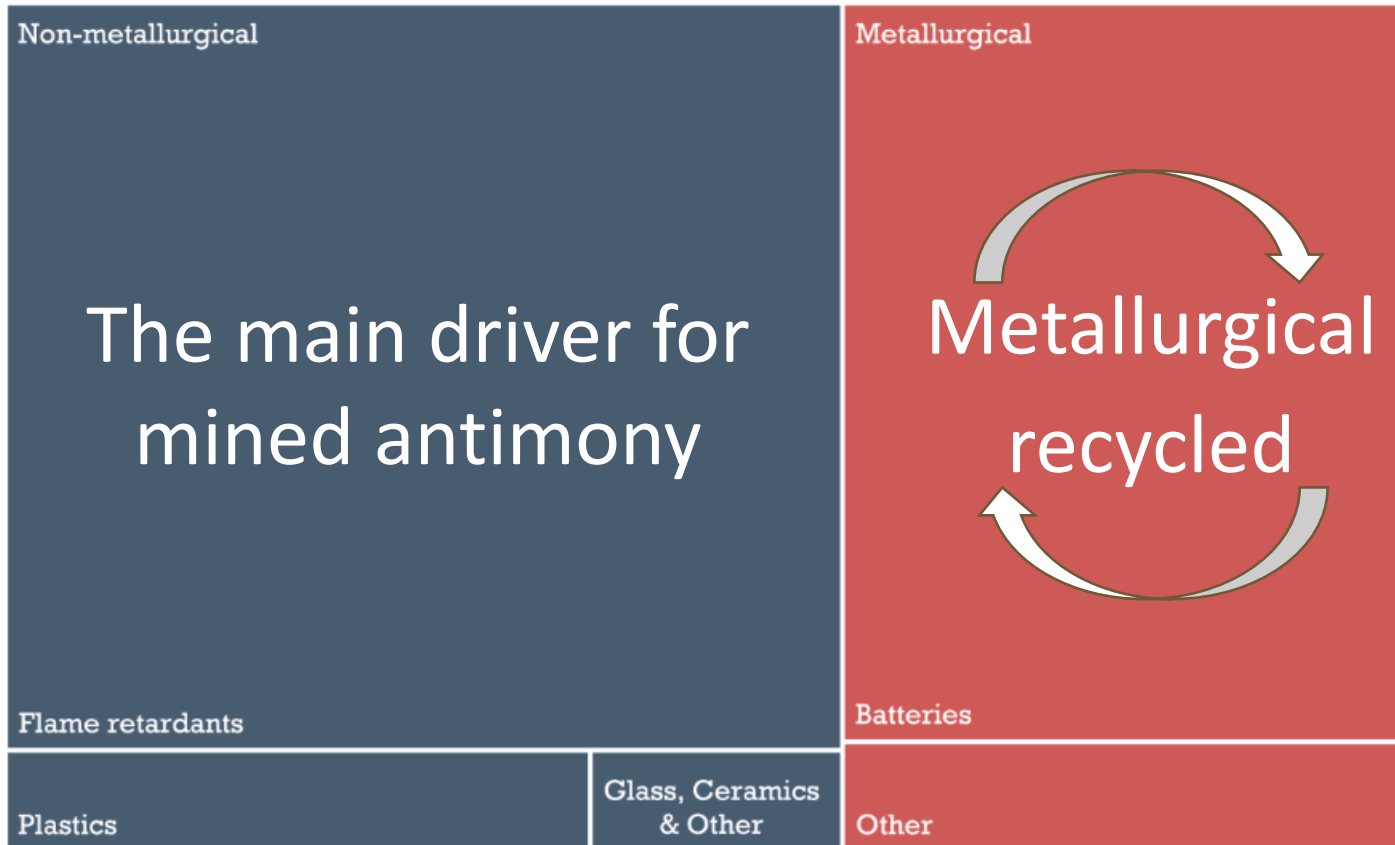 Non-metallurgical
The main driver for
mined antimony
Flame retardants
Plastics
Glass, Ceramics
& Other
Metallurgical
Metallurgical
recycled
Batteries
Other